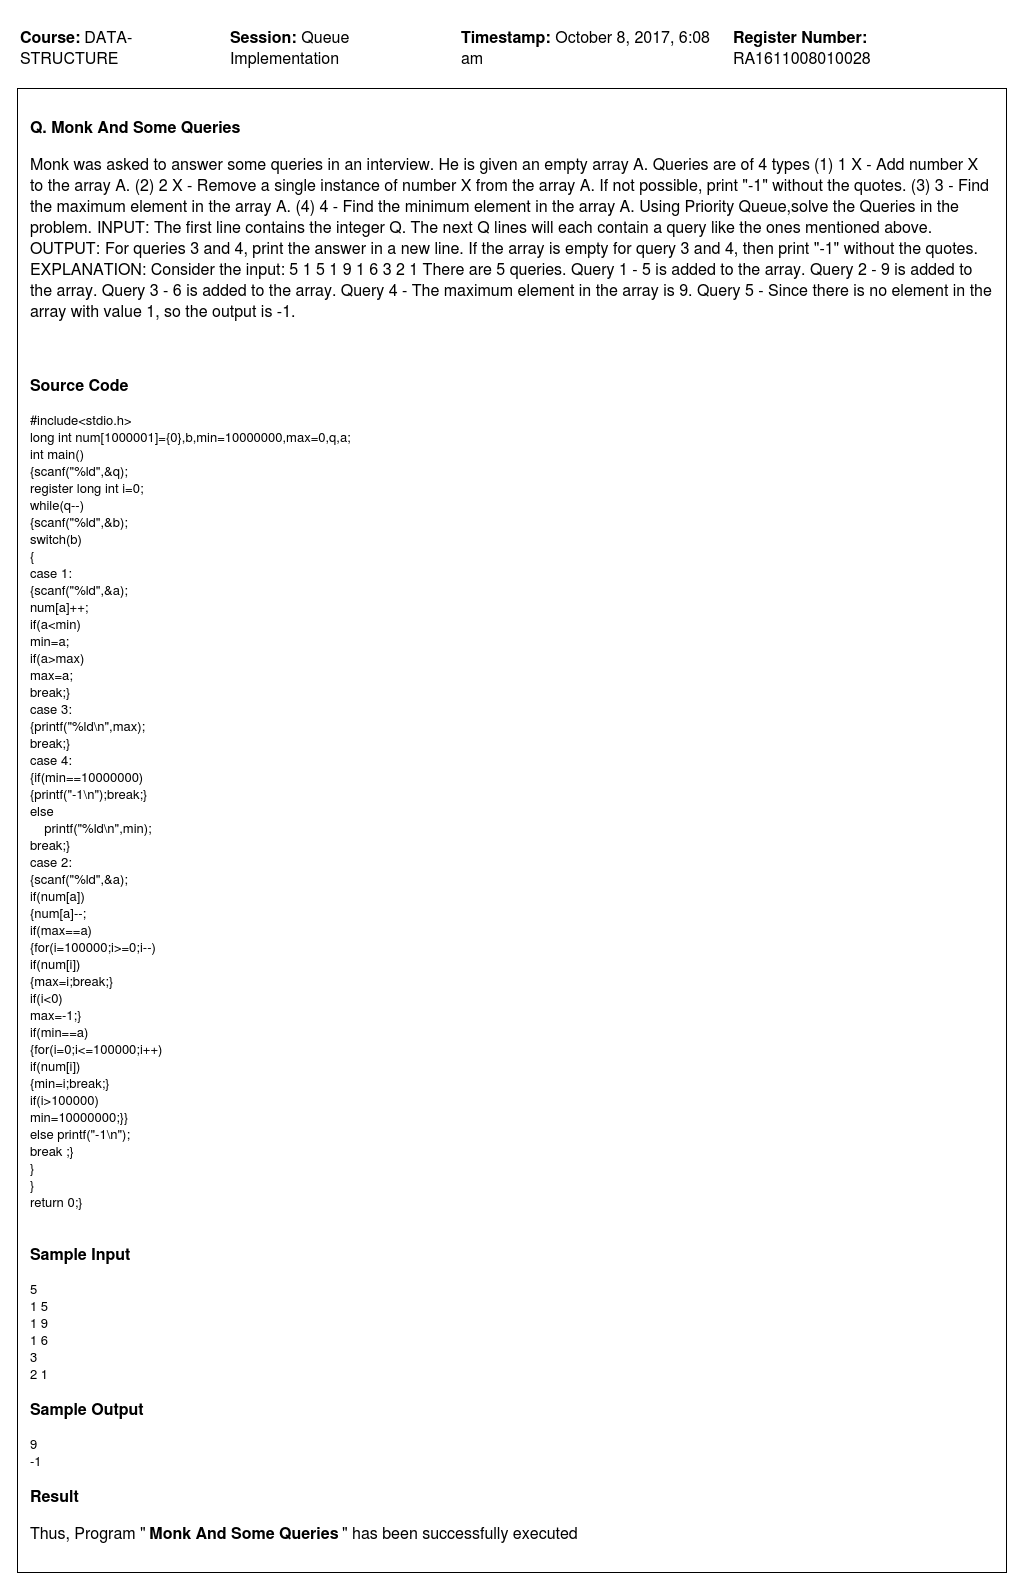 Course: DATA-STRUCTURE
Session: Queue Implementation
Timestamp: October 8, 2017, 6:08 am
Register Number: RA1611008010028
Q. Monk And Some Queries
Monk was asked to answer some queries in an interview. He is given an empty array A. Queries are of 4 types (1) 1 X - Add number X
to the array A. (2) 2 X - Remove a single instance of number X from the array A. If not possible, print "-1" without the quotes. (3) 3 - Find
the maximum element in the array A. (4) 4 - Find the minimum element in the array A. Using Priority Queue,solve the Queries in the
problem. INPUT: The first line contains the integer Q. The next Q lines will each contain a query like the ones mentioned above.
OUTPUT: For queries 3 and 4, print the answer in a new line. If the array is empty for query 3 and 4, then print "-1" without the quotes.
EXPLANATION: Consider the input: 5 1 5 1 9 1 6 3 2 1 There are 5 queries. Query 1 - 5 is added to the array. Query 2 - 9 is added to
the array. Query 3 - 6 is added to the array. Query 4 - The maximum element in the array is 9. Query 5 - Since there is no element in the
array with value 1, so the output is -1.
Source Code
#include<stdio.h>
long int num[1000001]={0},b,min=10000000,max=0,q,a;
int main()
{scanf("%ld",&q);
register long int i=0;
while(q--)
{scanf("%ld",&b);
switch(b)
{
case 1:
{scanf("%ld",&a);
num[a]++;
if(a<min)
min=a;
if(a>max)
max=a;
break;}
case 3:
{printf("%ld\n",max);
break;}
case 4:
{if(min==10000000)
{printf("-1\n");break;}
else
printf("%ld\n",min);
break;}
case 2:
{scanf("%ld",&a);
if(num[a])
{num[a]--;
if(max==a)
{for(i=100000;i>=0;i--)
if(num[i])
{max=i;break;}
if(i<0)
max=-1;}
if(min==a)
{for(i=0;i<=100000;i++)
if(num[i])
{min=i;break;}
if(i>100000)
min=10000000;}}
else printf("-1\n");
break ;}
}
}
return 0;}
Sample Input
5
1 5
1 9
1 6
3
2 1
Sample Output
9
-1
Result
Thus, Program " Monk And Some Queries " has been successfully executed